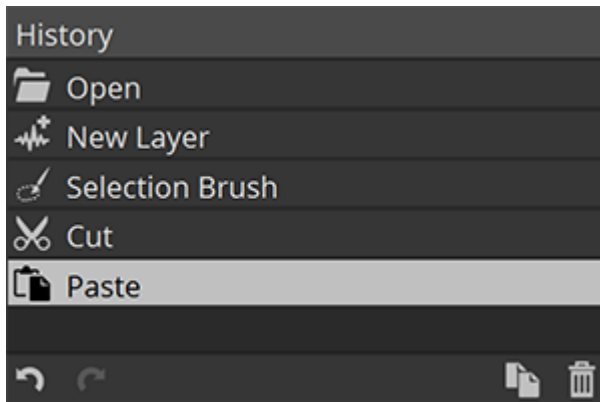 History
Open
New Layer
Selection Brush
Cut
Paste